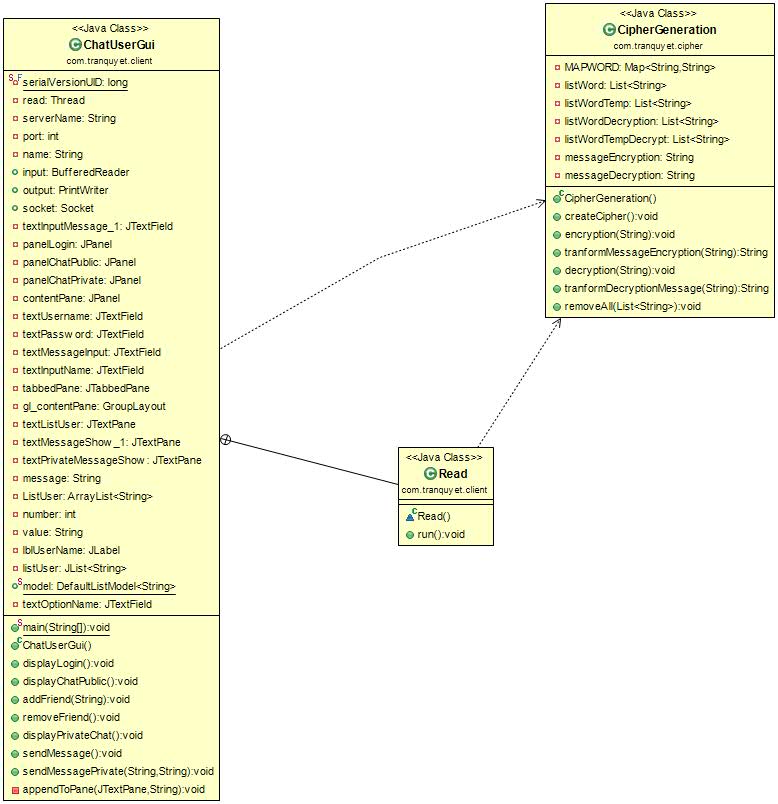 <<Java Class>>
ChatUserGui
com.tranquyet.client
serialVersionUID: long
read: Thread
serverName: String
port: int
name: String
input: BufferedReader
output: PrintWriter
socket: Socket
textInputMessage_1: JTextField
panelLogin: JPanel
panelChatPublic: JPanel
panelChatPrivate: JPanel
contentPane: JPanel
textUsername: JTextField
textPassword: JTextField
textMessageInput: JTextField
textInputName: JTextField
tabbedPane: JTabbedPane
gl_contentPane: GroupLayout
textListUser: JTextPane
textMessageShow_1: JTextPane
textPrivateMessageShow: JTextPane
message: String
ListUser: ArrayList<String>
number: int
value: String
lblUserName: JLabel
listUser: JList<String>
model: DefaultListModel<String>
textOptionName: JTextField
main(String[]):void
ChatUserGui()
displayLogin():void
displayChatPublic():void
addFriend(String):void
removeFriend():void
displayPrivateChat():void
sendMessage():void
sendMessagePrivate(String,String):void
appendToPane(JTextPane,String):void
<<Java Class>>
CipherGeneration
com.tranquyet.cipher
MAPWORD: Map<String,String>
listWord: List<String>
listWordTemp: List<String>
listWordDecryption: List<String>
listWordTempDecrypt: List<String>
messageEncryption: String
messageDecryption: String
CipherGeneration()
createCipher():void
encryption(String):void
tranformMessageEncryption(String):String
decryption(String):void
tranformDecryptionMessage(String):String
removeAll(List<String>):void
<<Java Class>>
Read
com.tranquyet.client
Read()
run():void